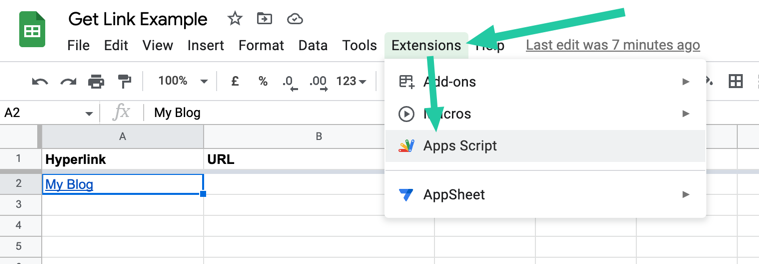 Get Link Example
File Edit View Insert Format Data Tools Extensions Help Last edit was 7 minutes ago
100% £ % .0 .00 123
Add-ons
A2 fx My Blog
Macros
A B
1 Hyperlink URL
Apps Script
2 My Blog
3
AppSheet
4
5